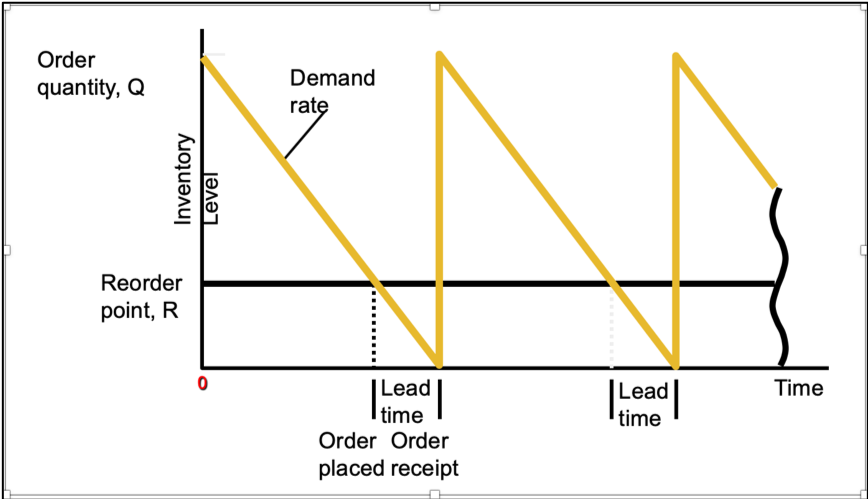 Order
quantity, Q
Demand
rate
Inventory
Level
Reorder
point, R
0
Lead
time
Lead
time
Time
Order Order
placed receipt